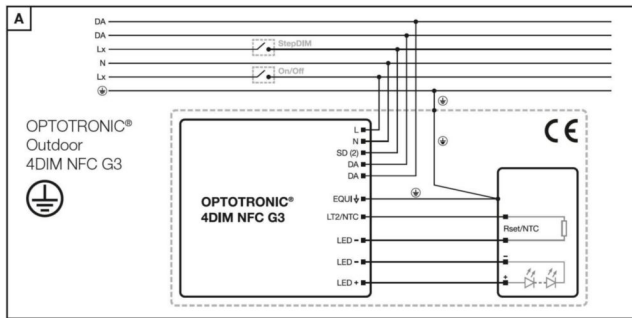 A
DA
DA
Lx
StepDIM
N
Lx
On/Off
OPTOTRONIC®
Outdoor
4DIM NFC G3
CE
L
N
SD (2)
DA
DA
OPTOTRONIC®
4DIM NFC G3
EQUI
LT2/NTC
Rset/NTC
LED -
LED -
-
LED +
+